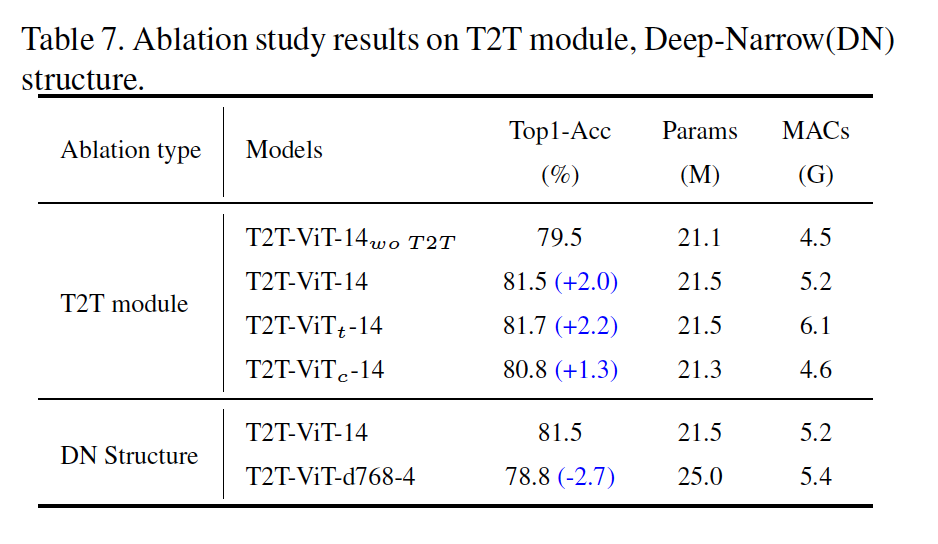 Table 7. Ablation study results on T2T module, Deep-Narrow(DN)
structure.
Ablation type Models Top1-Acc (%) Params (M) MACs (G)
T2T module
T2T-ViT-14wo T2T 79.5 21.1 4.5
T2T-ViT-14 81.5 (+2.0) 21.5 5.2
T2T-ViTt-14 81.7 (+2.2) 21.5 6.1
T2T-ViTc-14 80.8 (+1.3) 21.3 4.6
DN Structure
T2T-ViT-14 81.5 21.5 5.2
T2T-ViT-d768-4 78.8 (-2.7) 25.0 5.4